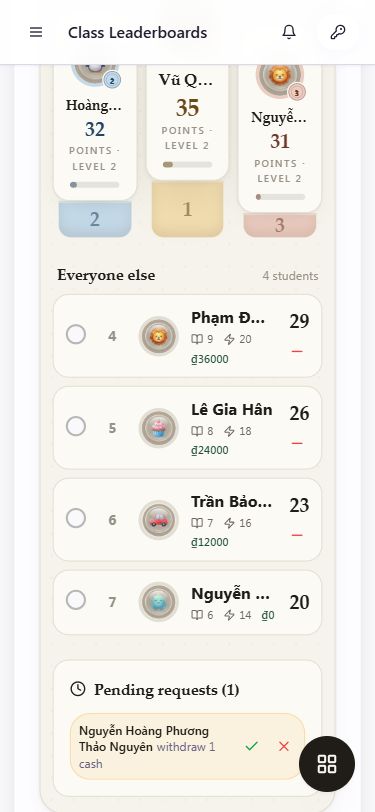 Class Leaderboards
2
3
Hoàng...
Vũ Q...
Nguyễ...
32
35
31
POINTS ·
LEVEL 2
POINTS ·
LEVEL 2
POINTS ·
LEVEL 2
2
1
3
Everyone else
4 students
4
Phạm Đ...
29
9
20
₫36000
—
5
Lê Gia Hân
26
8
18
₫24000
—
6
Trần Bảo...
23
7
16
₫12000
—
7
Nguyễn ...
20
6
14
₫0
Pending requests (1)
Nguyễn Hoàng Phương
Thảo Nguyên withdraw 1
cash